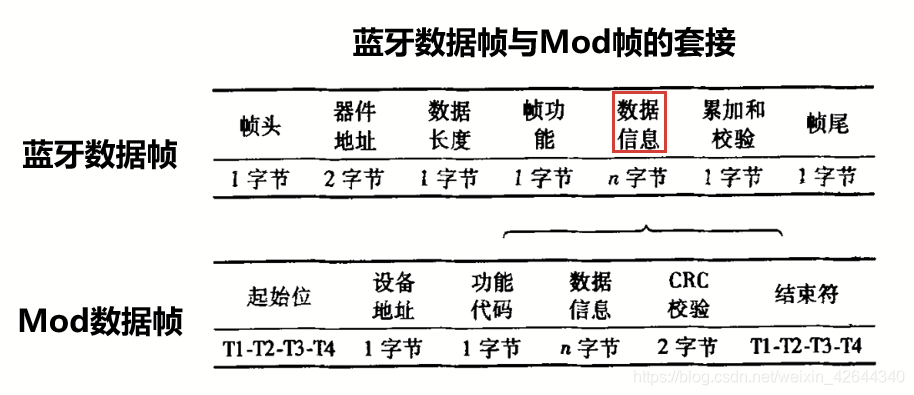 蓝牙数据帧与Mod帧的套接
蓝牙数据帧
帧头 器件地址 数据长度 帧功能 数据信息 累加和校验 帧尾
1 字节 2 字节 1 字节 1 字节 n 字节 1 字节 1 字节
Mod数据帧
起始位 设备地址 功能代码 数据信息 CRC校验 结束符
T1-T2-T3-T4 1 字节 1 字节 n 字节 2 字节 T1-T2-T3-T4
https://blog.csdn.net/weixin_42644340